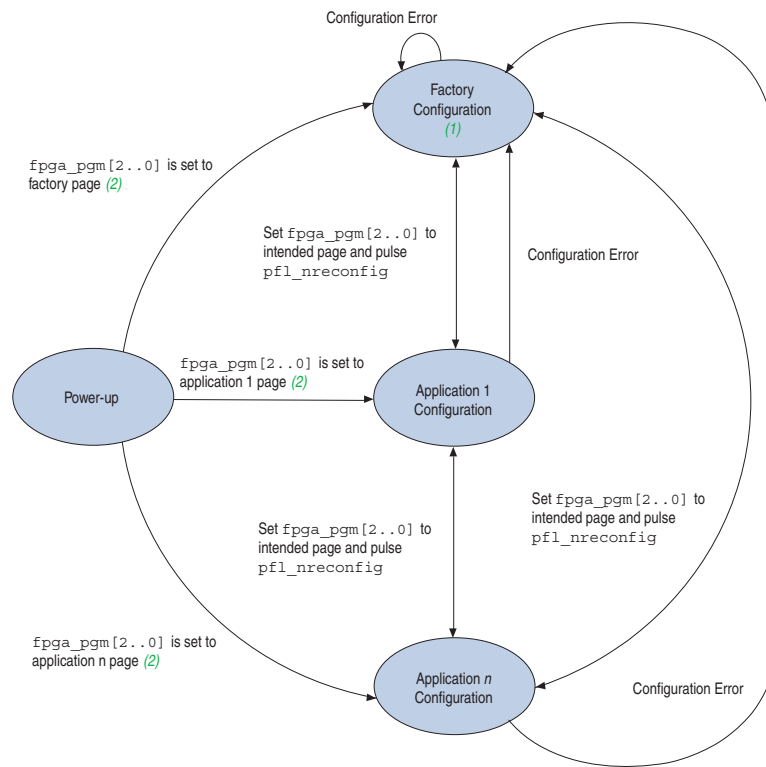 Configuration Error
Factory
Configuration
(1)
fpga_pgm[2..0] is set to
factory page (2)
Set fpga_pgm[2..0] to
intended page and pulse
pfl_nreconfig
Configuration Error
fpga_pgm[2..0] is set to
application 1 page (2)
Power-up
Application 1
Configuration
Set fpga_pgm[2..0] to
intended page and pulse
pfl_nreconfig
Set fpga_pgm[2..0] to
intended page and pulse
pfl_nreconfig
fpga_pgm[2..0] is set to
application n page (2)
Application n
Configuration
Configuration Error